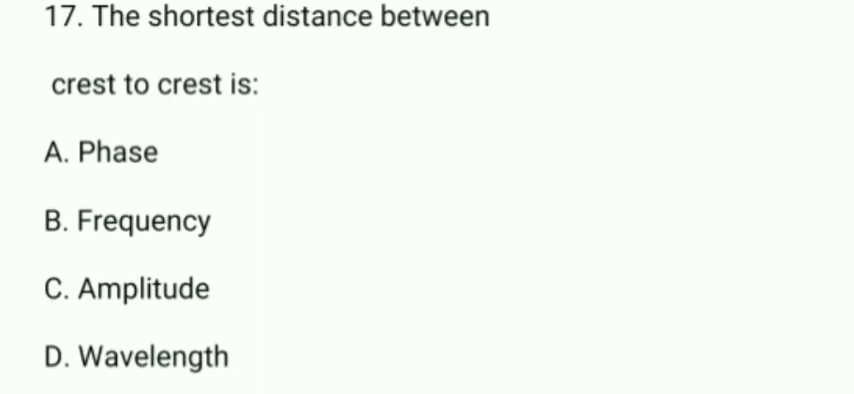 17. The shortest distance between
crest to crest is:
A. Phase
B. Frequency
C. Amplitude
D. Wavelength